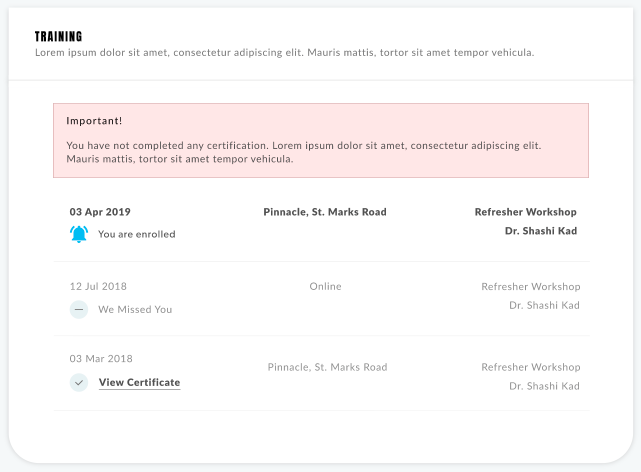 TRAINING
Lorem ipsum dolor sit amet, consectetur adipiscing elit. Mauris mattis, tortor sit amet tempor vehicula.
Important!
You have not completed any certification. Lorem ipsum dolor sit amet, consectetur adipiscing elit.
Mauris mattis, tortor sit amet tempor vehicula.
03 Apr 2019 Pinnacle, St. Marks Road Refresher Workshop
You are enrolled Dr. Shashi Kad
12 Jul 2018 Online Refresher Workshop
We Missed You Dr. Shashi Kad
03 Mar 2018 Pinnacle, St. Marks Road Refresher Workshop
View Certificate Dr. Shashi Kad